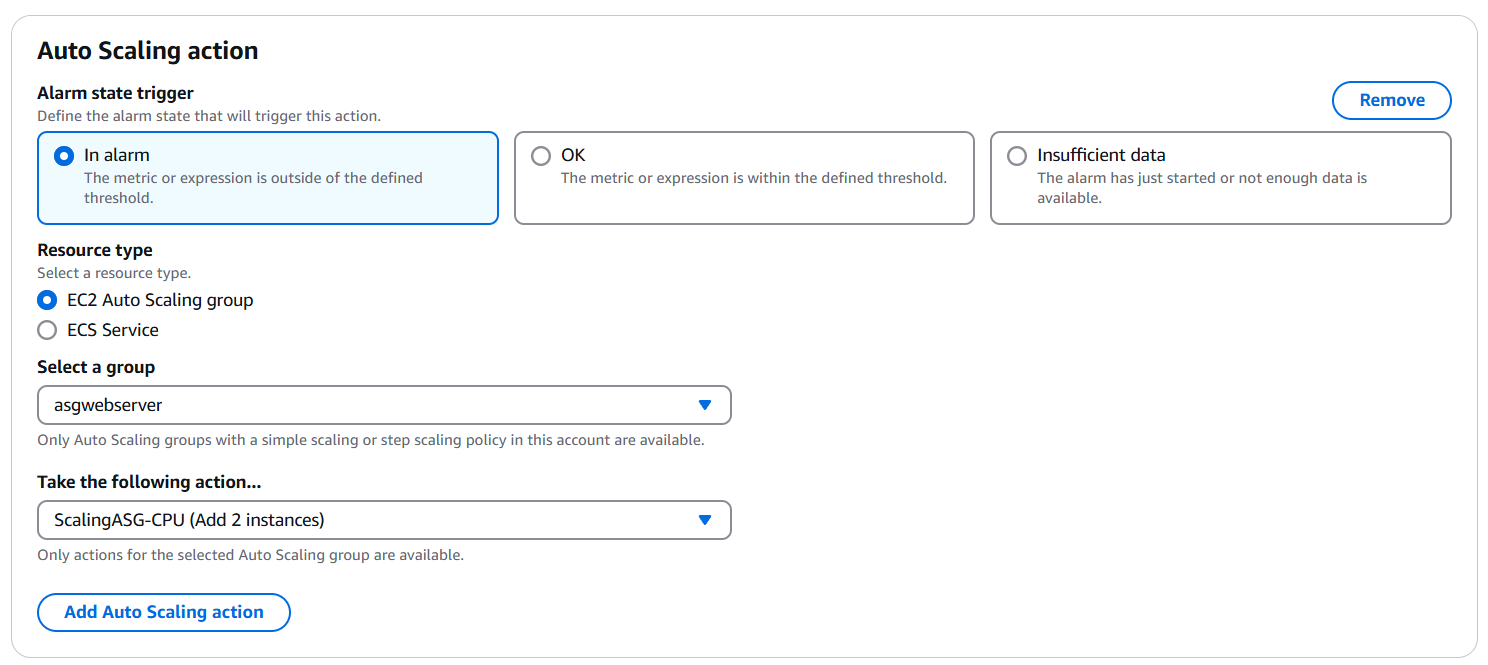 Auto Scaling action
Alarm state trigger
Define the alarm state that will trigger this action.
Remove
In alarm
The metric or expression is outside of the defined
threshold.
OK
The metric or expression is within the defined threshold.
Insufficient data
The alarm has just started or not enough data is
available.
Resource type
Select a resource type.
EC2 Auto Scaling group
ECS Service
Select a group
asgwebserver
Only Auto Scaling groups with a simple scaling or step scaling policy in this account are available.
Take the following action...
ScalingASG-CPU (Add 2 instances)
Only actions for the selected Auto Scaling group are available.
Add Auto Scaling action